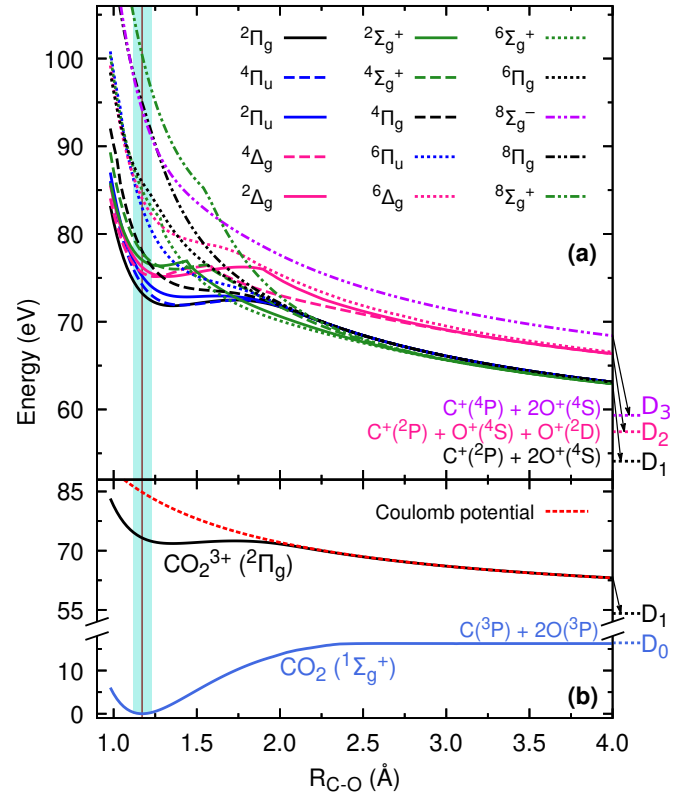 106
100
90
80
70
60
Energy (eV)
²Πg ²Σg⁺ ⁶Σg⁺
⁴Πu ⁴Σg⁺ ⁶Πg
²Πu ⁴Πg ⁸Σg⁻
⁴Δg ⁶Πu ⁸Πg
²Δg ⁶Δg ⁸Σg⁺
(a)
C⁺(⁴P) + 2O⁺(⁴S) D₃
C⁺(²P) + O⁺(⁴S) + O⁺(²D) D₂
C⁺(²P) + 2O⁺(⁴S) D₁
85
70
55
10
0
Coulomb potential
CO₂³⁺ (²Πg)
D₁
C(³P) + 2O(³P)
D₀
CO₂ (¹Σg⁺)
(b)
1.0 1.5 2.0 2.5 3.0 3.5 4.0
R_C-O (Å)